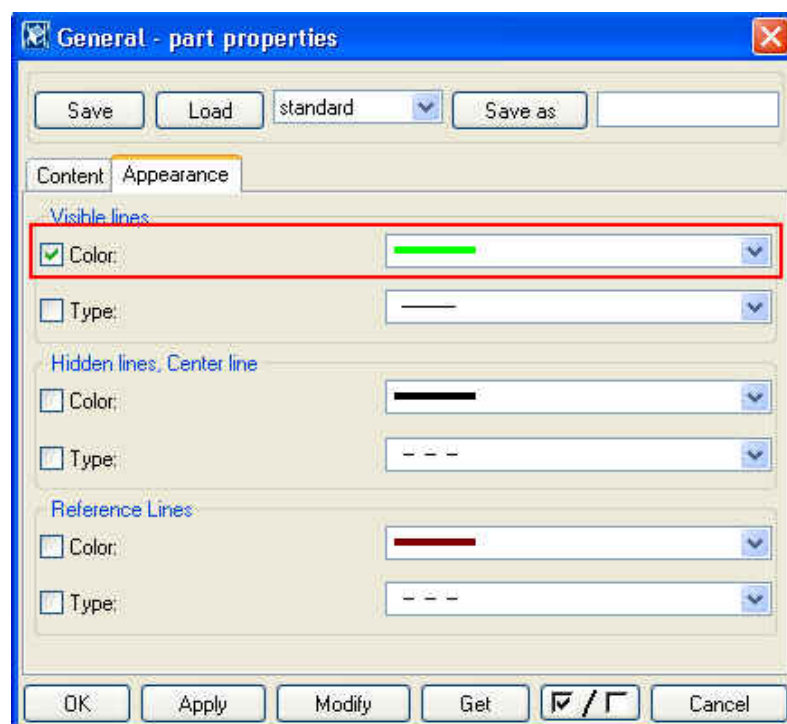 General - part properties
Save Load standard Save as
Content Appearance
Visible lines
Color:
Type:
Hidden lines, Center line
Color:
Type:
Reference Lines
Color:
Type:
OK Apply Modify Get / Cancel